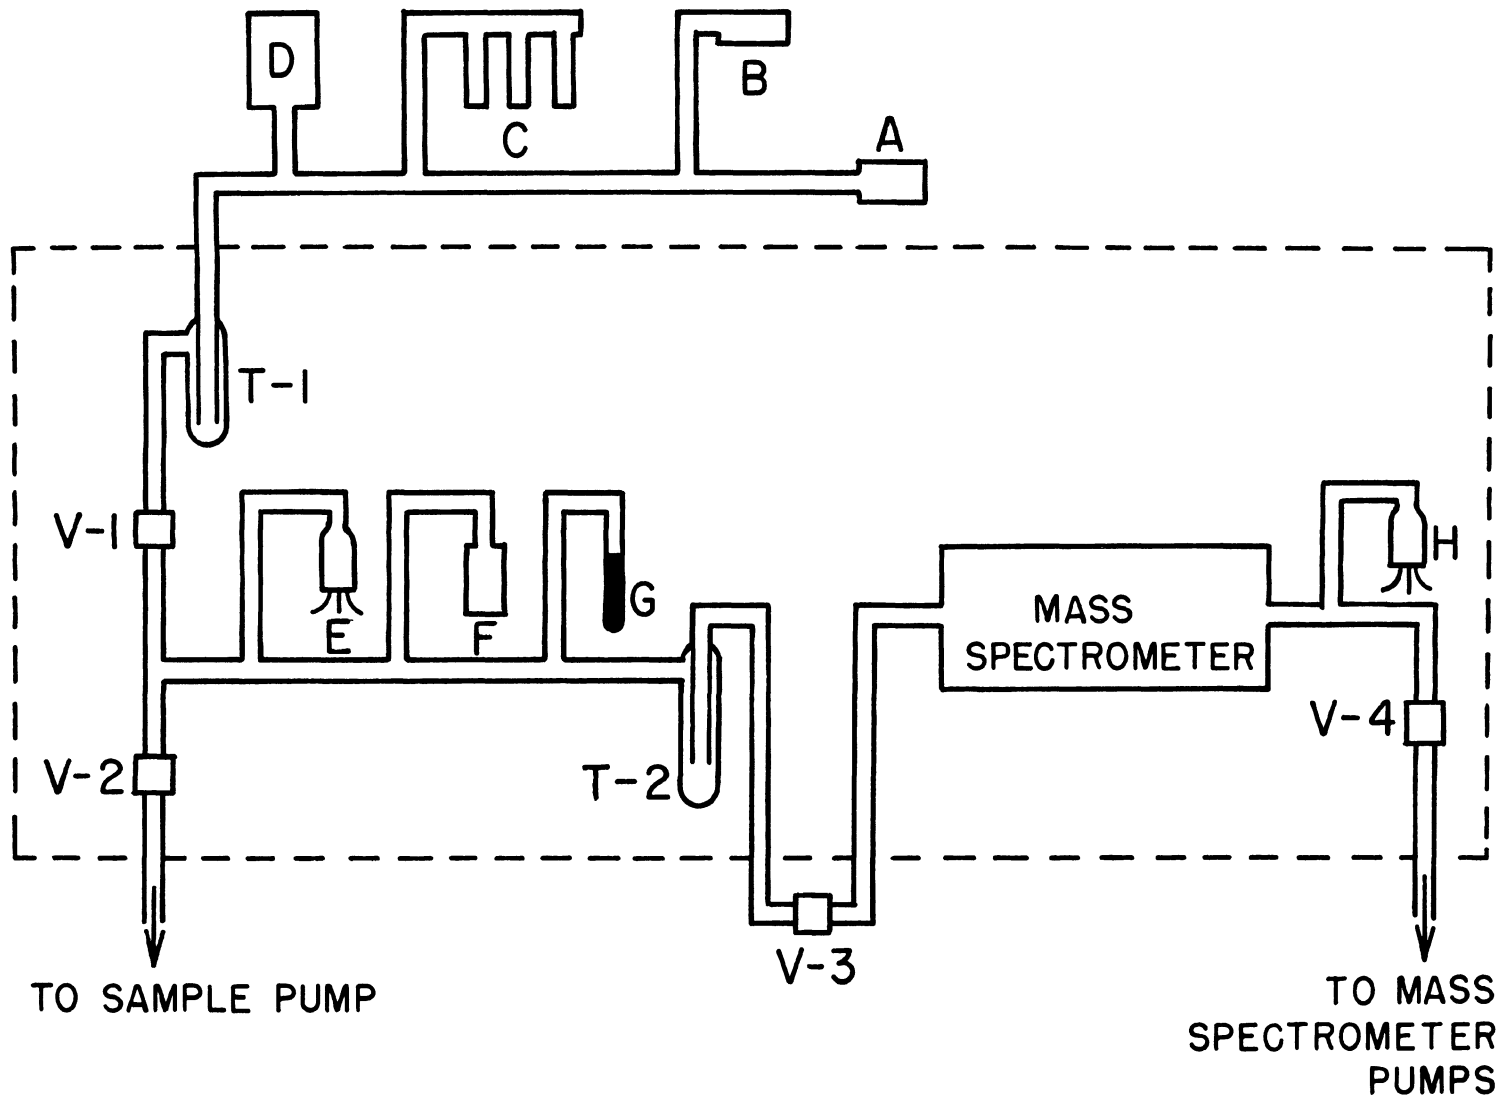 D
B
C
A
T-1
V-1
E
F
G
H
MASS
SPECTROMETER
V-4
V-2
T-2
V-3
TO SAMPLE PUMP
TO MASS
SPECTROMETER
PUMPS